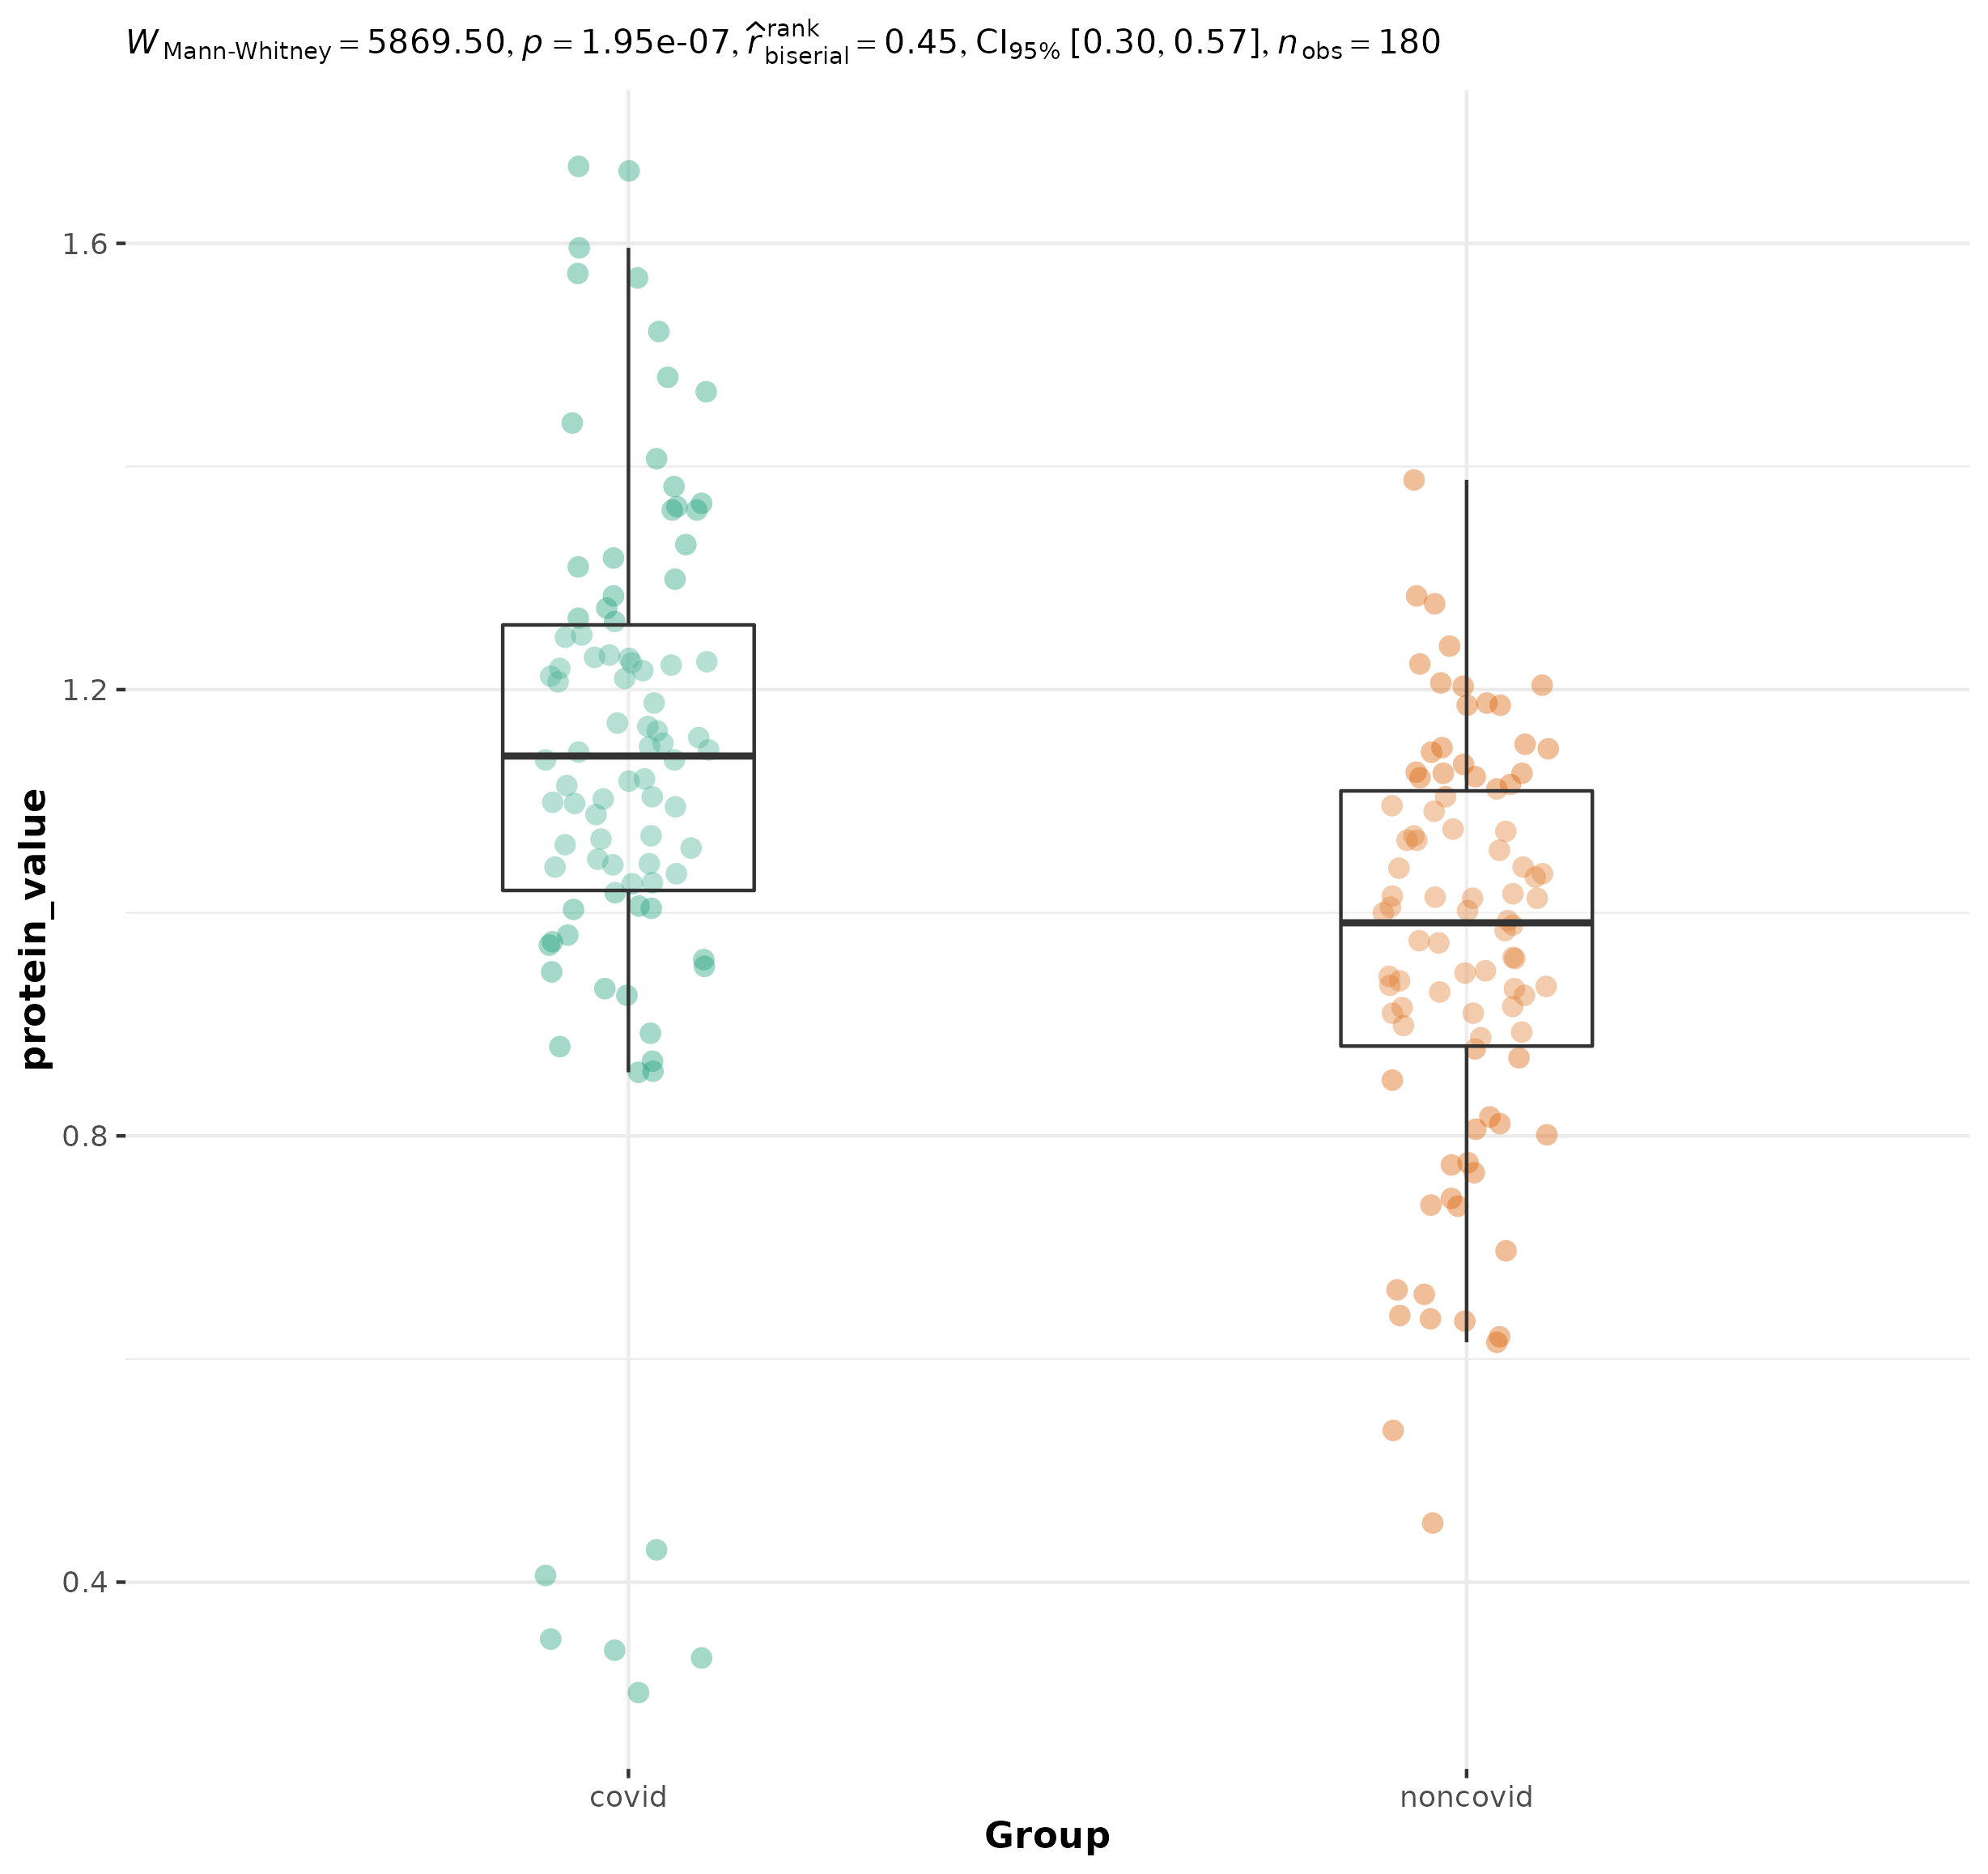 W Mann-Whitney = 5869.50, p = 1.95e-07, r̂ rank biserial = 0.45, CI95% [0.30, 0.57], nobs = 180
1.6
1.2
0.8
0.4
protein_value
covid noncovid
Group